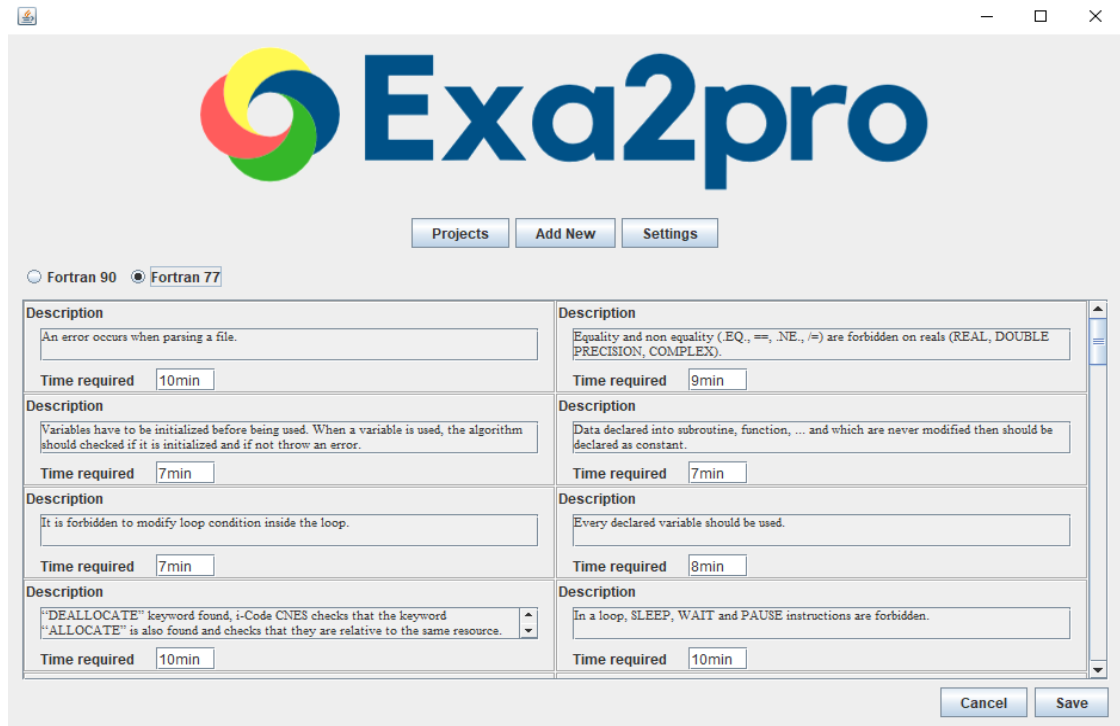 Exa2pro
Projects Add New Settings
Fortran 90 Fortran 77
Description
An error occurs when parsing a file.
Time required 10min
Description
Equality and non equality (.EQ., ==, .NE., /=) are forbidden on reals (REAL, DOUBLE
PRECISION, COMPLEX).
Time required 9min
Description
Variables have to be initialized before being used. When a variable is used, the algorithm
should checked if it is initialized and if not throw an error.
Time required 7min
Description
Data declared into subroutine, function, ... and which are never modified then should be
declared as constant.
Time required 7min
Description
It is forbidden to modify loop condition inside the loop.
Time required 7min
Description
Every declared variable should be used.
Time required 8min
Description
“DEALLOCATE” keyword found, i-Code CNES checks that the keyword
“ALLOCATE” is also found and checks that they are relative to the same resource.
Time required 10min
Description
In a loop, SLEEP, WAIT and PAUSE instructions are forbidden.
Time required 10min
Cancel Save